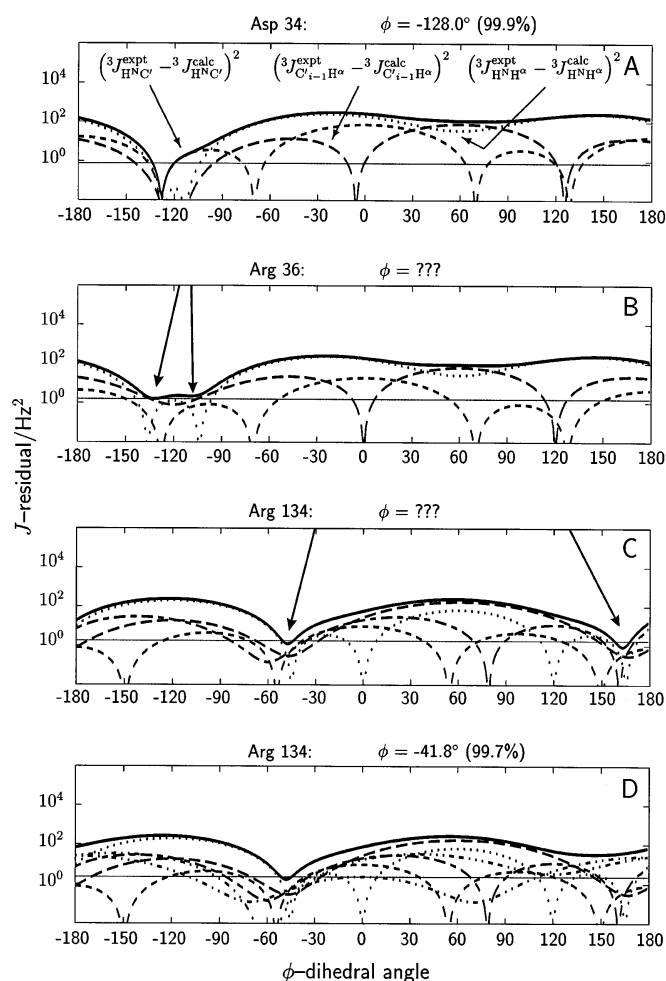 Asp 34: ϕ = -128.0° (99.9%)
(³J^expt_HᴺC′ − ³J^calc_HᴺC′)² (³J^expt_C′ᵢ₋₁Hᵅ − ³J^calc_C′ᵢ₋₁Hᵅ)² (³J^expt_HᴺHᵅ − ³J^calc_HᴺHᵅ)² A
10⁴
10²
10⁰
-180 -150 -120 -90 -60 -30 0 30 60 90 120 150 180
Arg 36: ϕ = ???
B
10⁴
10²
10⁰
-180 -150 -120 -90 -60 -30 0 30 60 90 120 150 180
J–residual/Hz²
Arg 134: ϕ = ???
C
10⁴
10²
10⁰
-180 -150 -120 -90 -60 -30 0 30 60 90 120 150 180
Arg 134: ϕ = -41.8° (99.7%)
D
10⁴
10²
10⁰
-180 -150 -120 -90 -60 -30 0 30 60 90 120 150 180
ϕ–dihedral angle